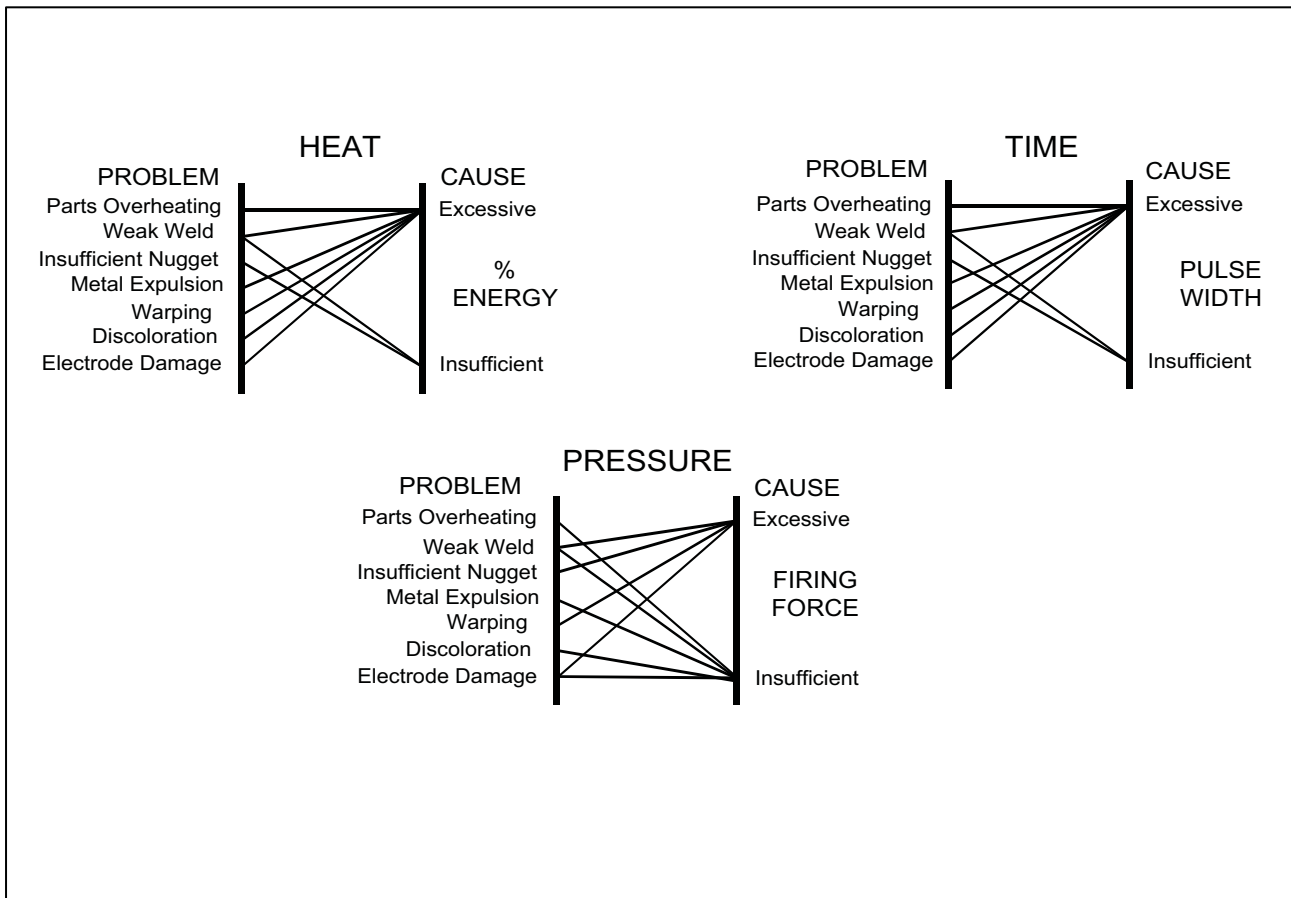 HEAT
PROBLEM
CAUSE
Parts Overheating
Weak Weld
Insufficient Nugget
Metal Expulsion
Warping
Discoloration
Electrode Damage
Excessive
%
ENERGY
Insufficient
TIME
PROBLEM
CAUSE
Parts Overheating
Weak Weld
Insufficient Nugget
Metal Expulsion
Warping
Discoloration
Electrode Damage
Excessive
PULSE
WIDTH
Insufficient
PRESSURE
PROBLEM
CAUSE
Parts Overheating
Weak Weld
Insufficient Nugget
Metal Expulsion
Warping
Discoloration
Electrode Damage
Excessive
FIRING
FORCE
Insufficient